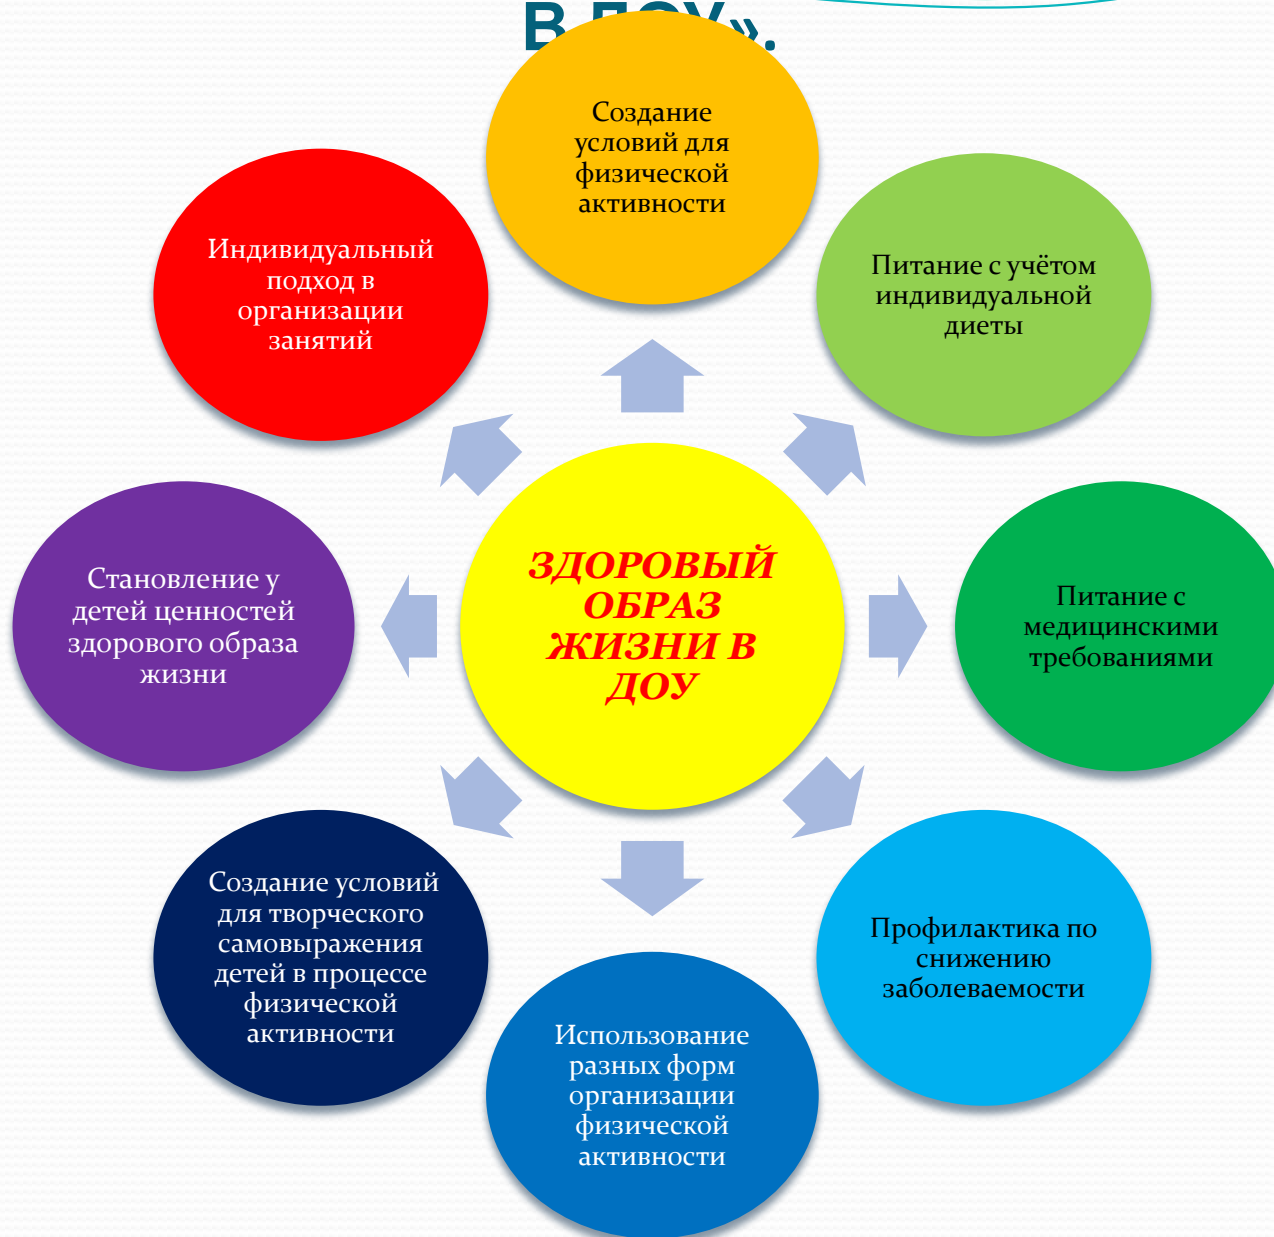 В ДОУ».
Создание
условий для
физической
активности
Питание с учётом
индивидуальной
диеты
Питание с
медицинскими
требованиями
Профилактика по
снижению
заболеваемости
Использование
разных форм
организации
физической
активности
Создание условий
для творческого
самовыражения
детей в процессе
физической
активности
Становление у
детей ценностей
здорового образа
жизни
Индивидуальный
подход в
организации
занятий
ЗДОРОВЫЙ
ОБРАЗ
ЖИЗНИ В
ДОУ